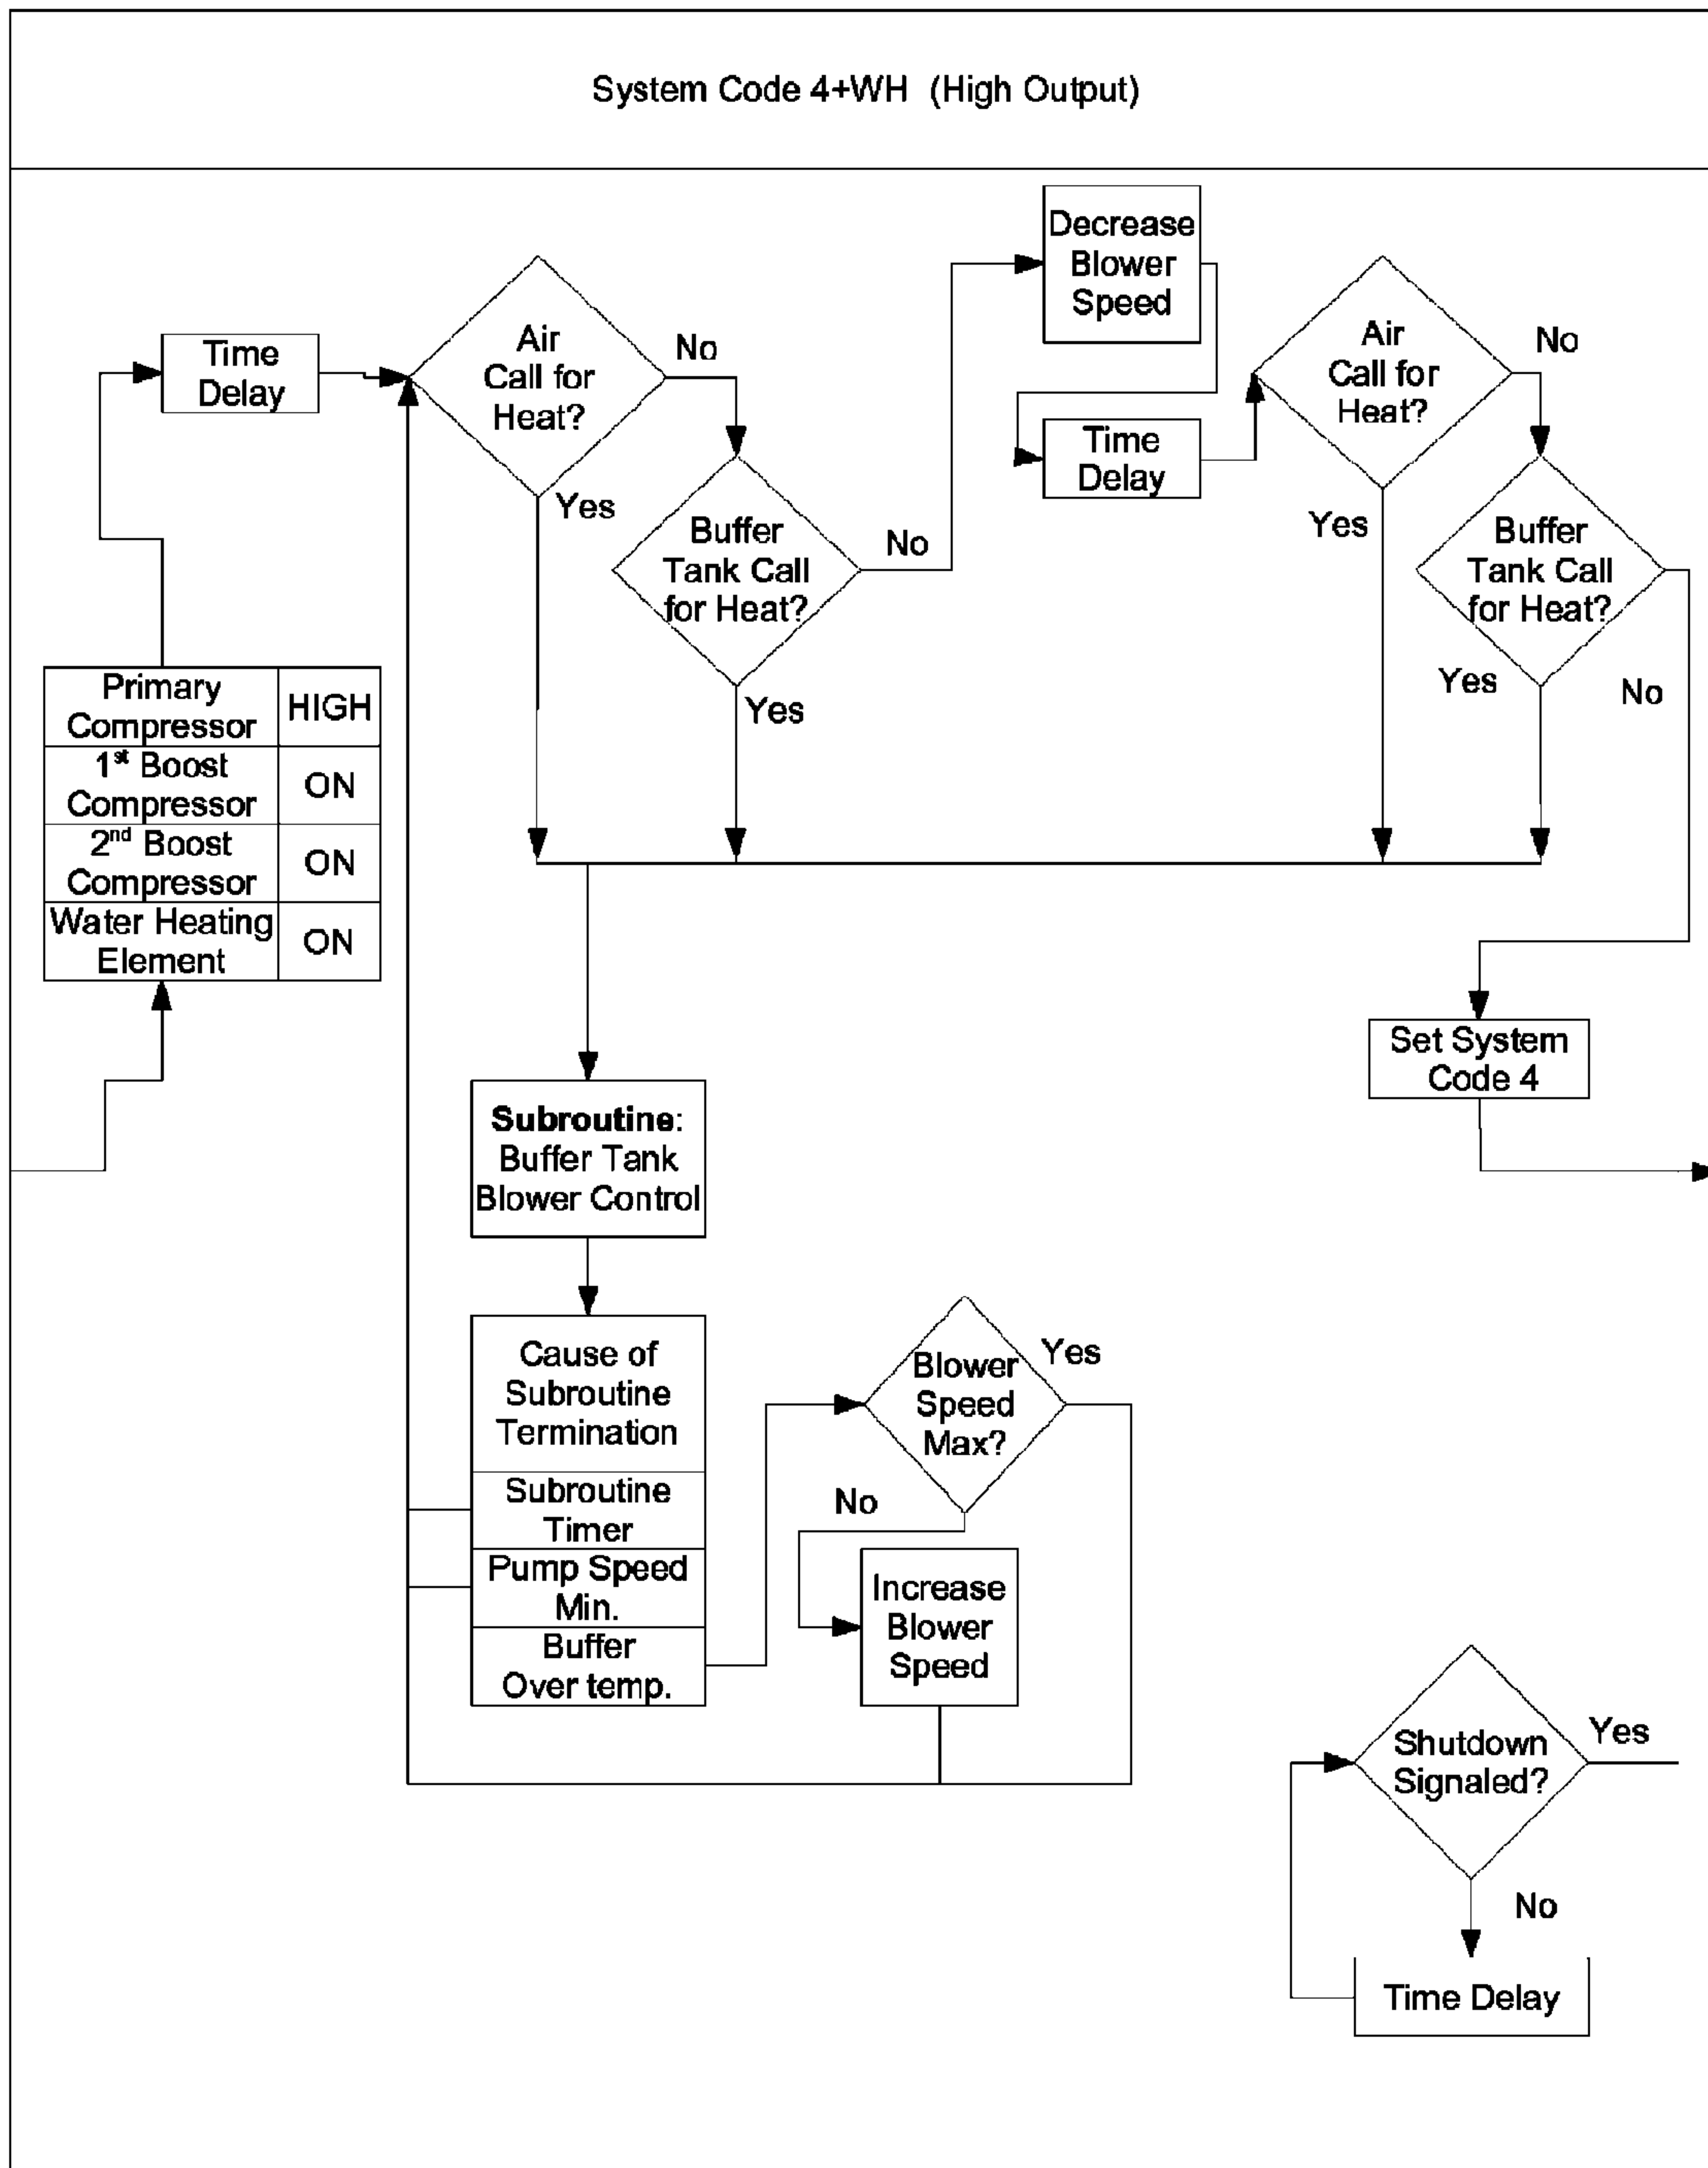 System Code 4+WH (High Output)
Decrease
Blower
Speed
Air
Call for
Heat?
No
Yes
Time
Delay
Time
Delay
Air
Call for
Heat?
No
Yes
Buffer
Tank Call
for Heat?
No
Yes
Buffer
Tank Call
for Heat?
Yes
No
Primary
Compressor
HIGH
1st Boost
Compressor
ON
2nd Boost
Compressor
ON
Water Heating
Element
ON
Set System
Code 4
Subroutine:
Buffer Tank
Blower Control
Cause of
Subroutine
Termination
Subroutine
Timer
Pump Speed
Min.
Buffer
Over temp.
Blower
Speed
Max?
Yes
No
Increase
Blower
Speed
Shutdown
Signaled?
Yes
No
Time Delay